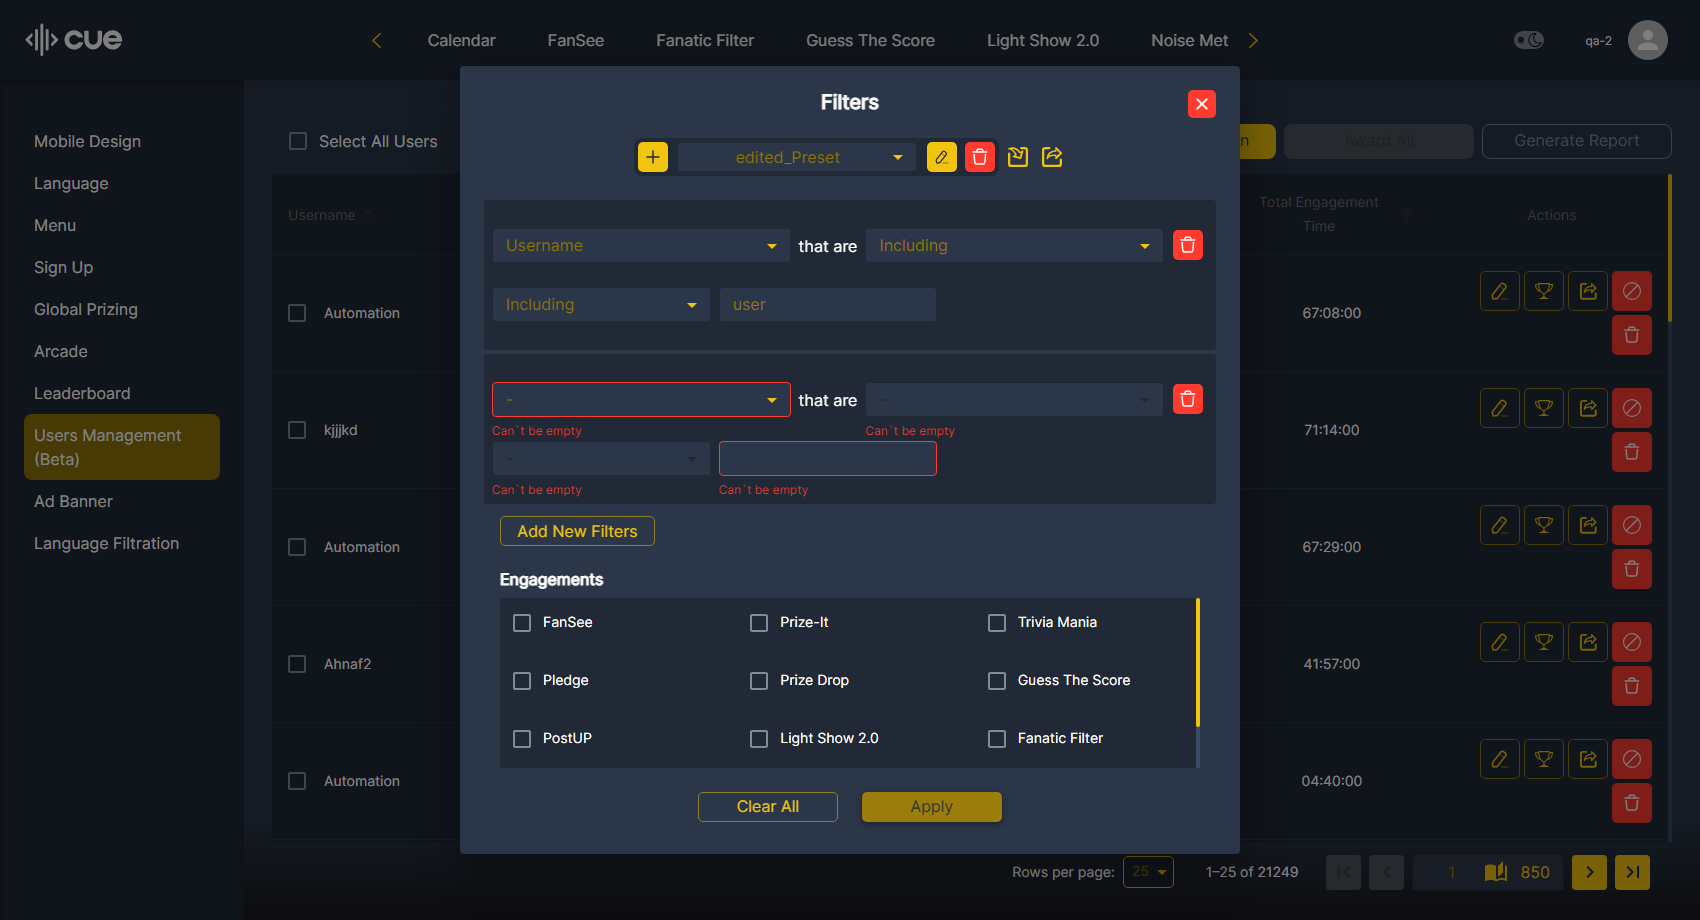 cue
Calendar
FanSee
Fanatic Filter
Guess The Score
Light Show 2.0
Noise Met
qa-2
Mobile Design
Language
Menu
Sign Up
Global Prizing
Arcade
Leaderboard
Users Management
(Beta)
Ad Banner
Language Filtration
Select All Users
n
Award All
Generate Report
Username
Total Engagement
Time
Actions
Automation
67:08:00
kjjjkd
71:14:00
Automation
67:29:00
Ahnaf2
41:57:00
Automation
04:40:00
Filters
edited_Preset
Username
that are
Including
Including
user
-
that are
-
Can`t be empty
Can`t be empty
-
Can`t be empty
Can`t be empty
Add New Filters
Engagements
FanSee
Prize-It
Trivia Mania
Pledge
Prize Drop
Guess The Score
PostUP
Light Show 2.0
Fanatic Filter
Clear All
Apply
Rows per page:
25
1–25 of 21249
1
850